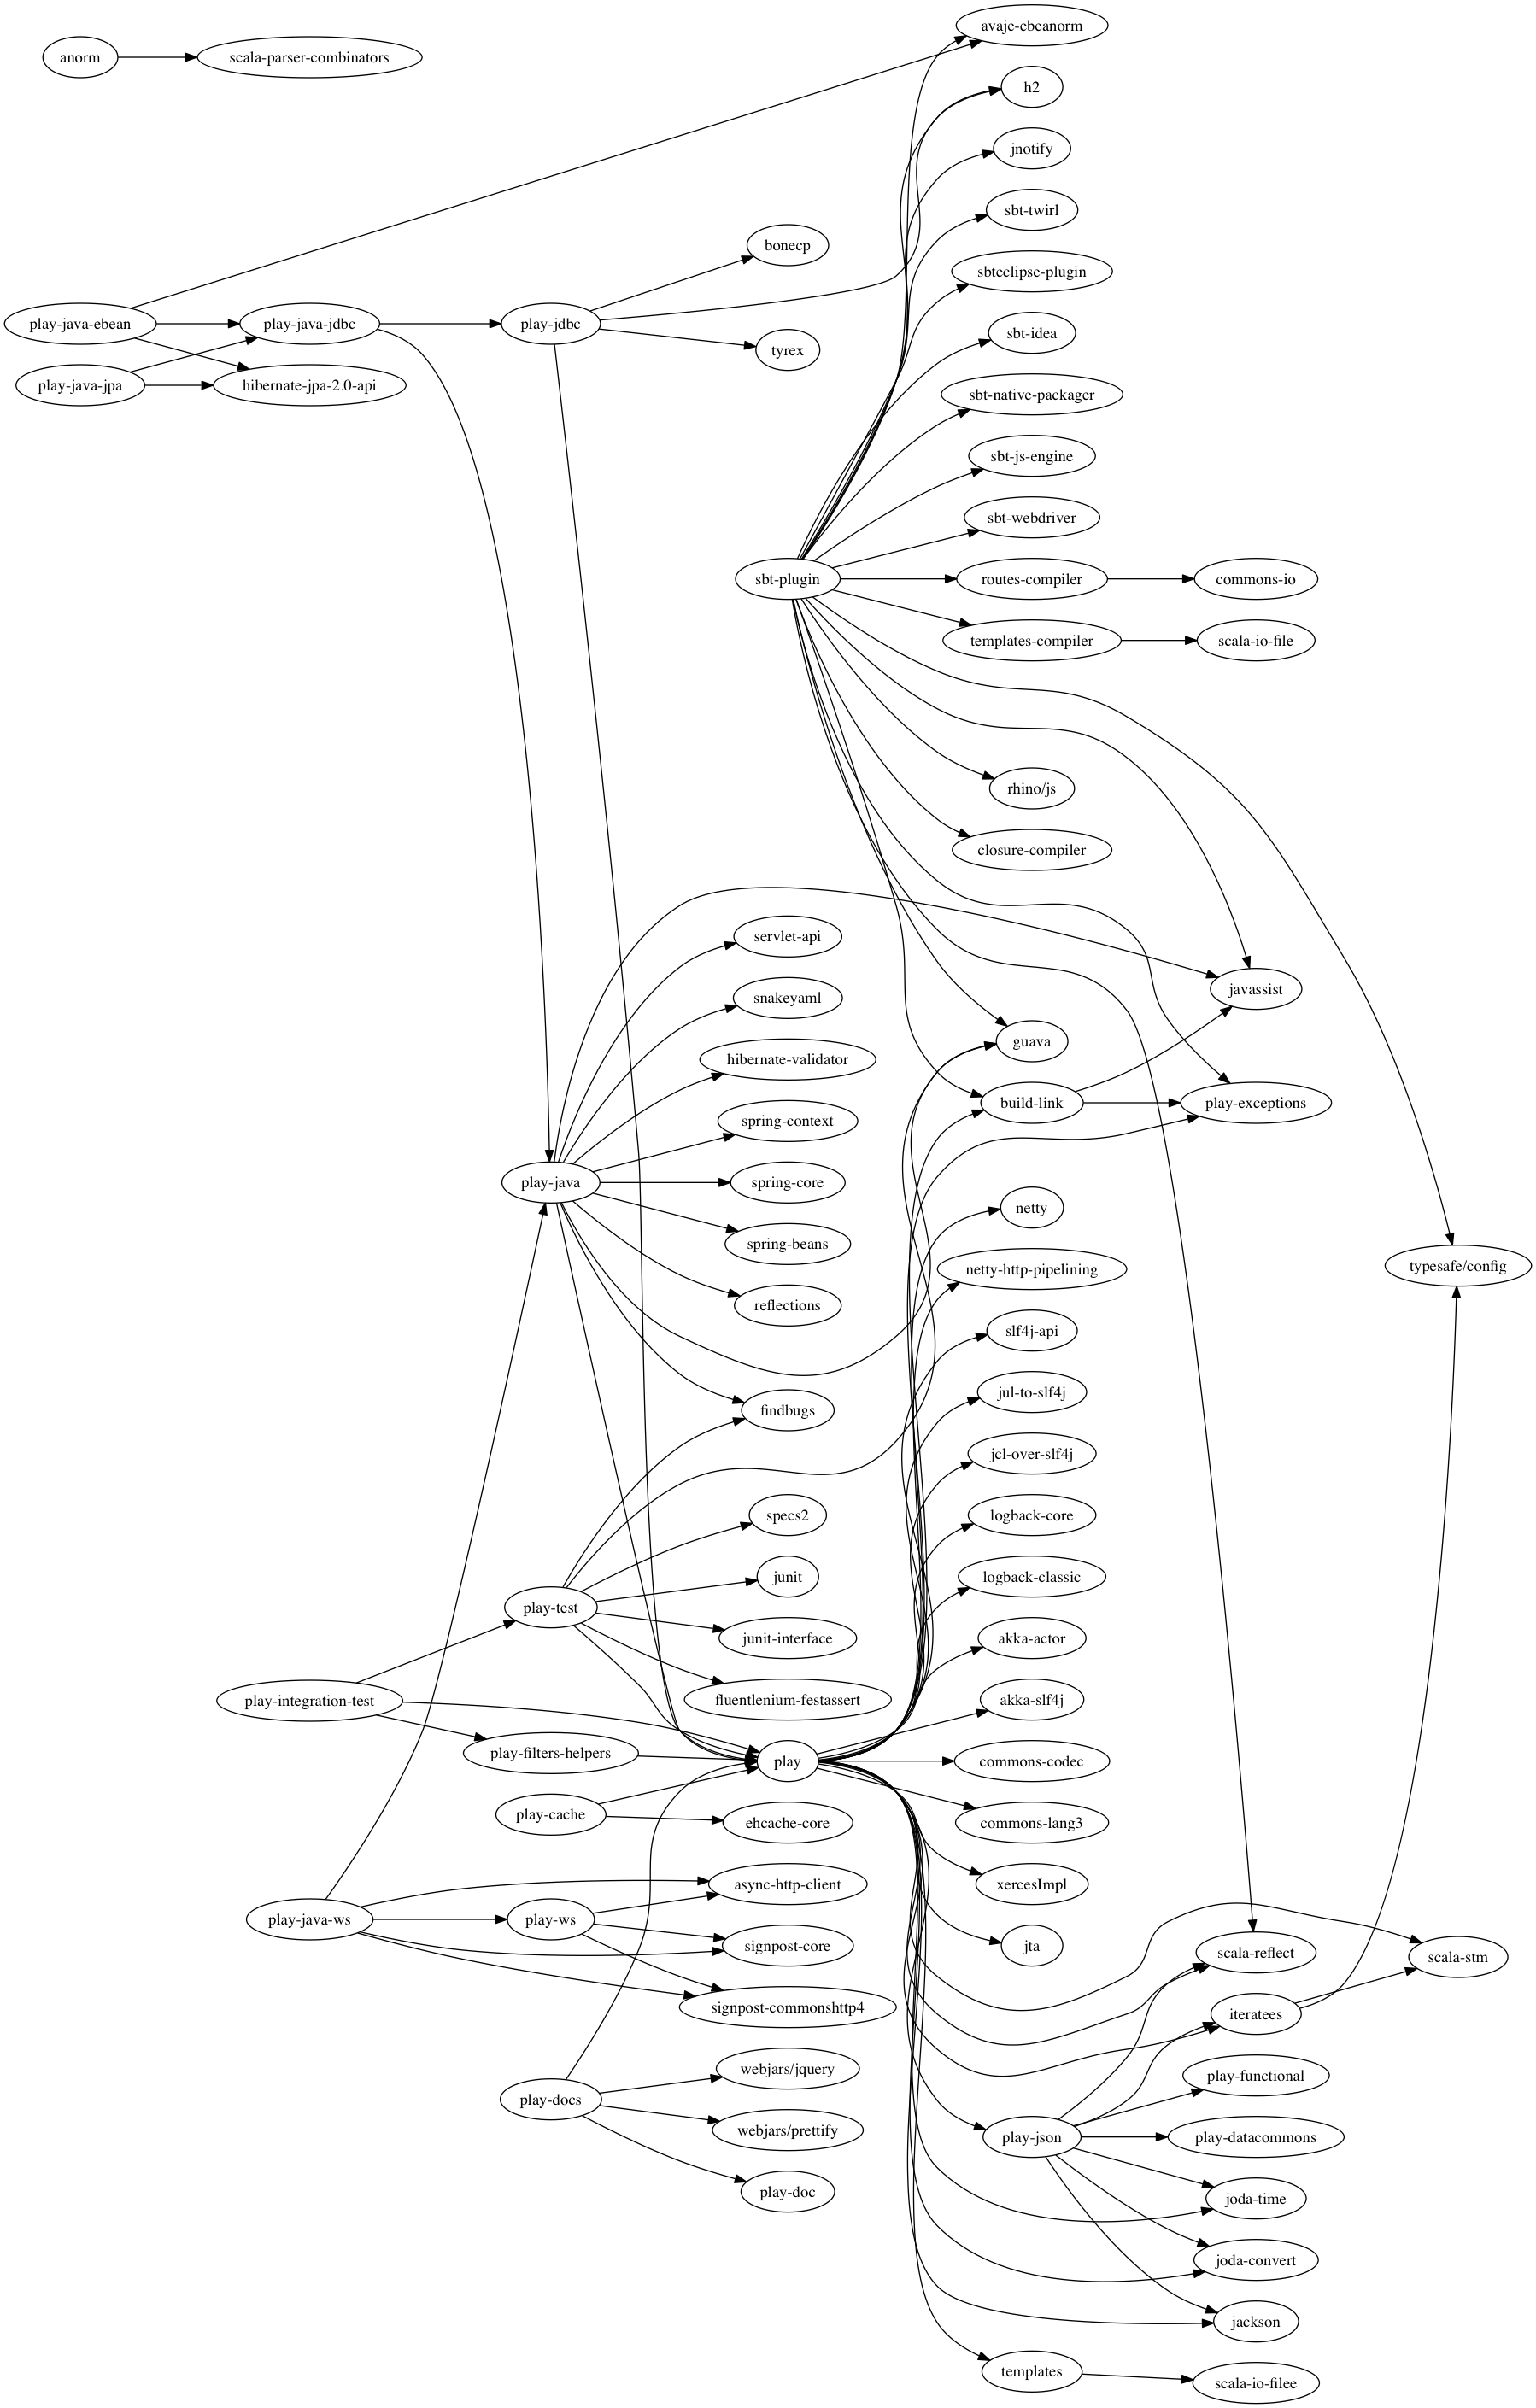 avaje-ebeanorm
anorm
scala-parser-combinators
h2
jnotify
sbt-twirl
bonecp
sbteclipse-plugin
play-java-ebean
play-java-jdbc
play-jdbc
sbt-idea
tyrex
play-java-jpa
hibernate-jpa-2.0-api
sbt-native-packager
sbt-js-engine
sbt-webdriver
sbt-plugin
routes-compiler
commons-io
templates-compiler
scala-io-file
rhino/js
closure-compiler
servlet-api
javassist
snakeyaml
guava
hibernate-validator
build-link
play-exceptions
spring-context
play-java
spring-core
netty
spring-beans
typesafe/config
netty-http-pipelining
reflections
slf4j-api
jul-to-slf4j
findbugs
jcl-over-slf4j
specs2
logback-core
junit
logback-classic
play-test
junit-interface
akka-actor
play-integration-test
fluentlenium-festassert
akka-slf4j
play-filters-helpers
play
commons-codec
play-cache
ehcache-core
commons-lang3
async-http-client
xercesImpl
play-java-ws
play-ws
signpost-core
jta
scala-reflect
scala-stm
signpost-commonshttp4
iteratees
webjars/jquery
play-functional
play-docs
webjars/prettify
play-json
play-datacommons
play-doc
joda-time
joda-convert
jackson
templates
scala-io-filee